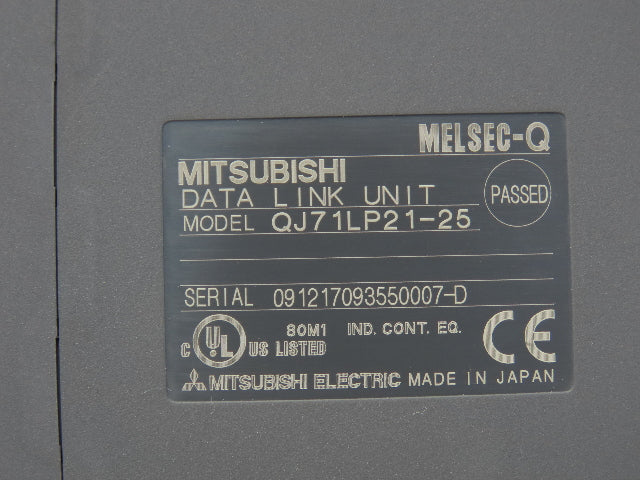 MELSEC-Q
MITSUBISHI
DATA LINK UNIT
PASSED
MODEL QJ71LP21-25
SERIAL 091217093550007-D
C UL US LISTED
80M1 IND. CONT. EQ.
CE
MITSUBISHI ELECTRIC MADE IN JAPAN